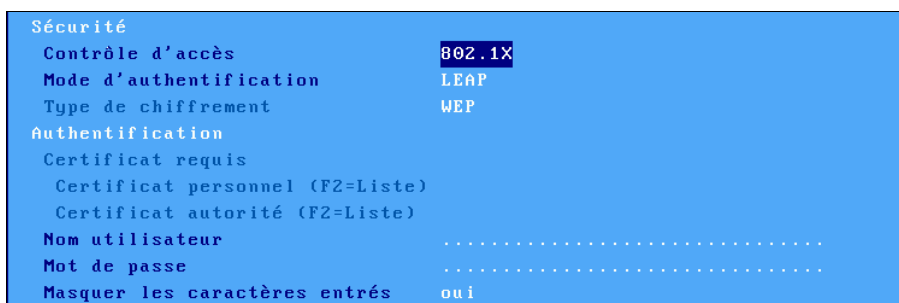 Sécurité
Contrôle d'accès 802.1X
Mode d'authentification LEAP
Type de chiffrement WEP
Authentification
Certificat requis
Certificat personnel (F2=Liste)
Certificat autorité (F2=Liste)
Nom utilisateur ................................
Mot de passe ................................
Masquer les caractères entrés oui